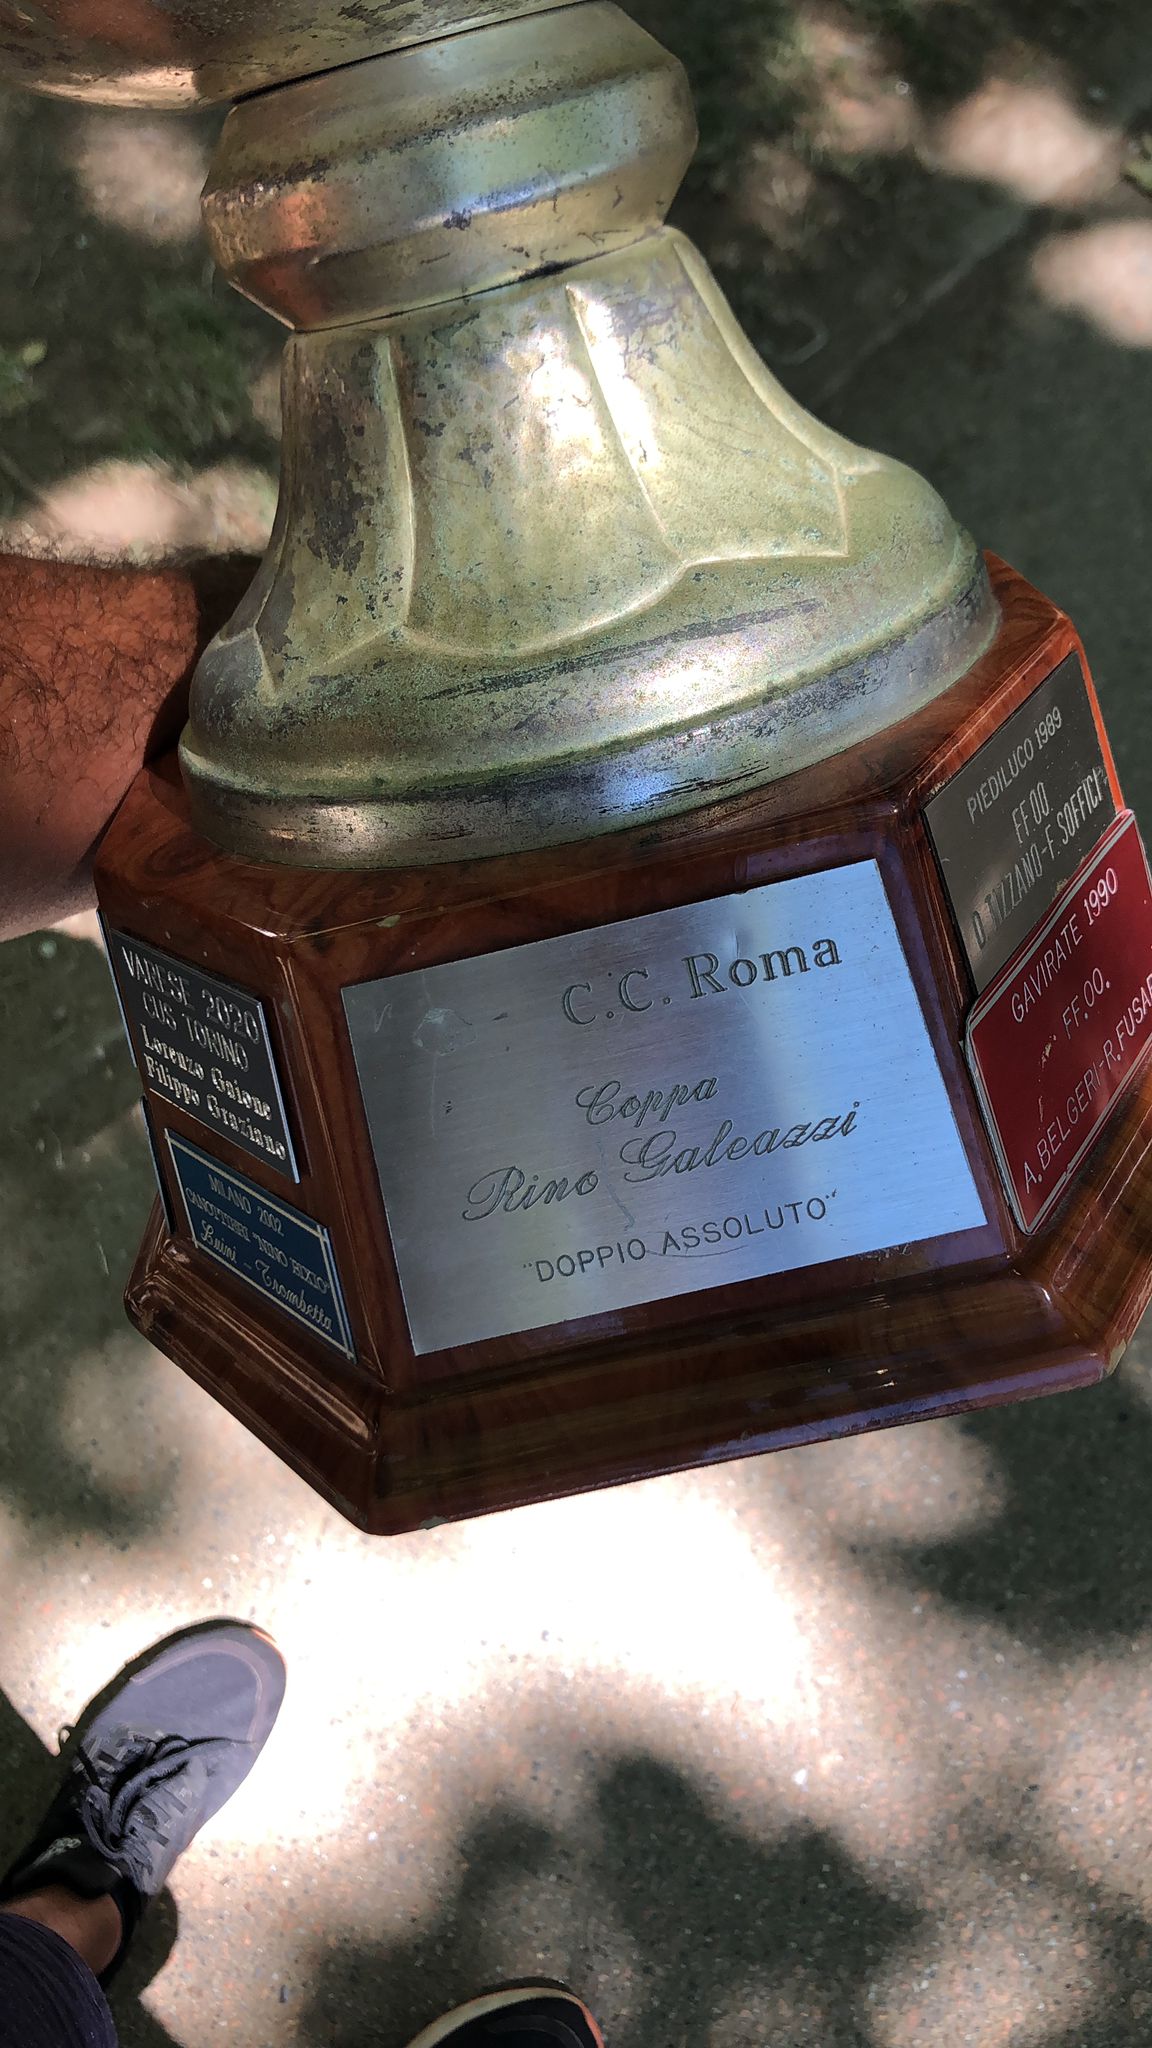 C.C. Roma
Coppa
Rino Galeazzi
"DOPPIO ASSOLUTO"
VARESE 2020
CUS TORINO
Lorenzo Gaione
Filippo Graziano
MILANO 2002
CANOTTIERI "NINO BIXIO"
Luini - Trombetta
PIEDILUCO 1989
FF.OO.
D. TIZZANO-F. SOFFICI
GAVIRATE 1990
FF.OO.
A.BELGERI-R.FUSAR